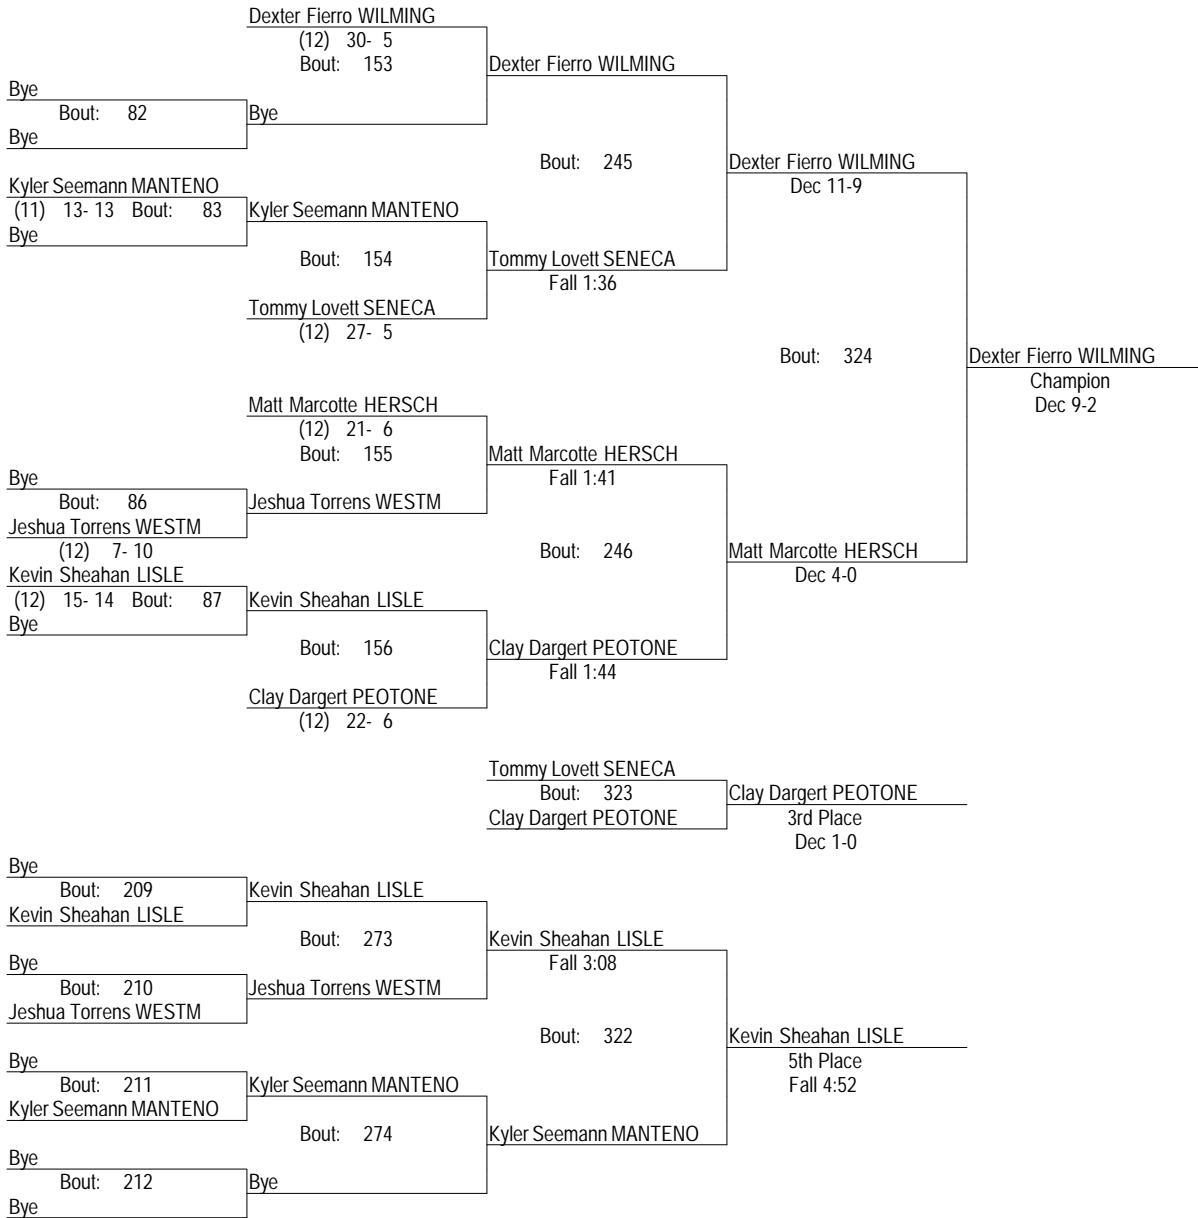 Dexter Fierro WILMING
(12) 30- 5
Bout: 153 Dexter Fierro WILMING
Bye
Bout: 82 Bye
Bye
Bout: 245 Dexter Fierro WILMING
Kyler Seemann MANTENO Dec 11-9
(11) 13- 13 Bout: 83 Kyler Seemann MANTENO
Bye
Bout: 154 Tommy Lovett SENECA
Fall 1:36
Tommy Lovett SENECA
(12) 27- 5
Bout: 324 Dexter Fierro WILMING
Champion
Matt Marcotte HERSCH Dec 9-2
(12) 21- 6
Bout: 155 Matt Marcotte HERSCH
Bye Fall 1:41
Bout: 86 Jeshua Torrens WESTM
Jeshua Torrens WESTM
(12) 7- 10 Bout: 246 Matt Marcotte HERSCH
Kevin Sheahan LISLE Dec 4-0
(12) 15- 14 Bout: 87 Kevin Sheahan LISLE
Bye
Bout: 156 Clay Dargert PEOTONE
Fall 1:44
Clay Dargert PEOTONE
(12) 22- 6
Tommy Lovett SENECA
Bout: 323 Clay Dargert PEOTONE
Clay Dargert PEOTONE 3rd Place
Dec 1-0
Bye
Bout: 209 Kevin Sheahan LISLE
Kevin Sheahan LISLE
Bout: 273 Kevin Sheahan LISLE
Bye Fall 3:08
Bout: 210 Jeshua Torrens WESTM
Jeshua Torrens WESTM
Bout: 322 Kevin Sheahan LISLE
Bye 5th Place
Bout: 211 Kyler Seemann MANTENO Fall 4:52
Kyler Seemann MANTENO
Bout: 274 Kyler Seemann MANTENO
Bye
Bout: 212 Bye
Bye